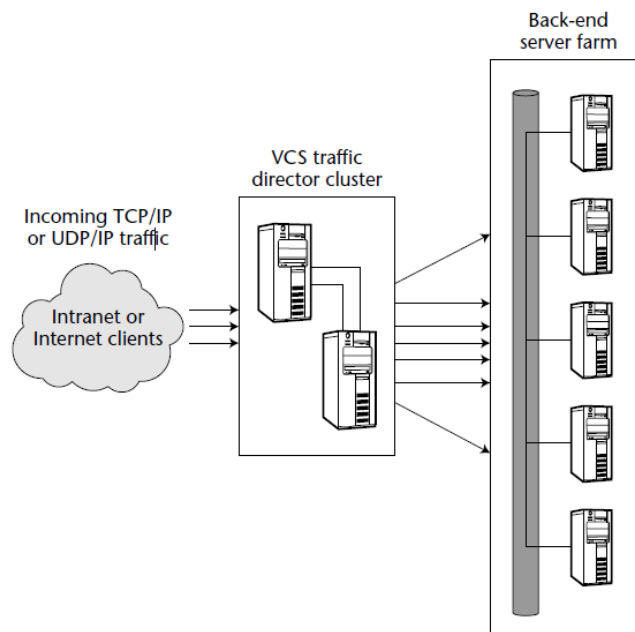 Back-end
server farm
VCS traffic
director cluster
Incoming TCP/IP
or UDP/IP traffic
Intranet or
Internet clients